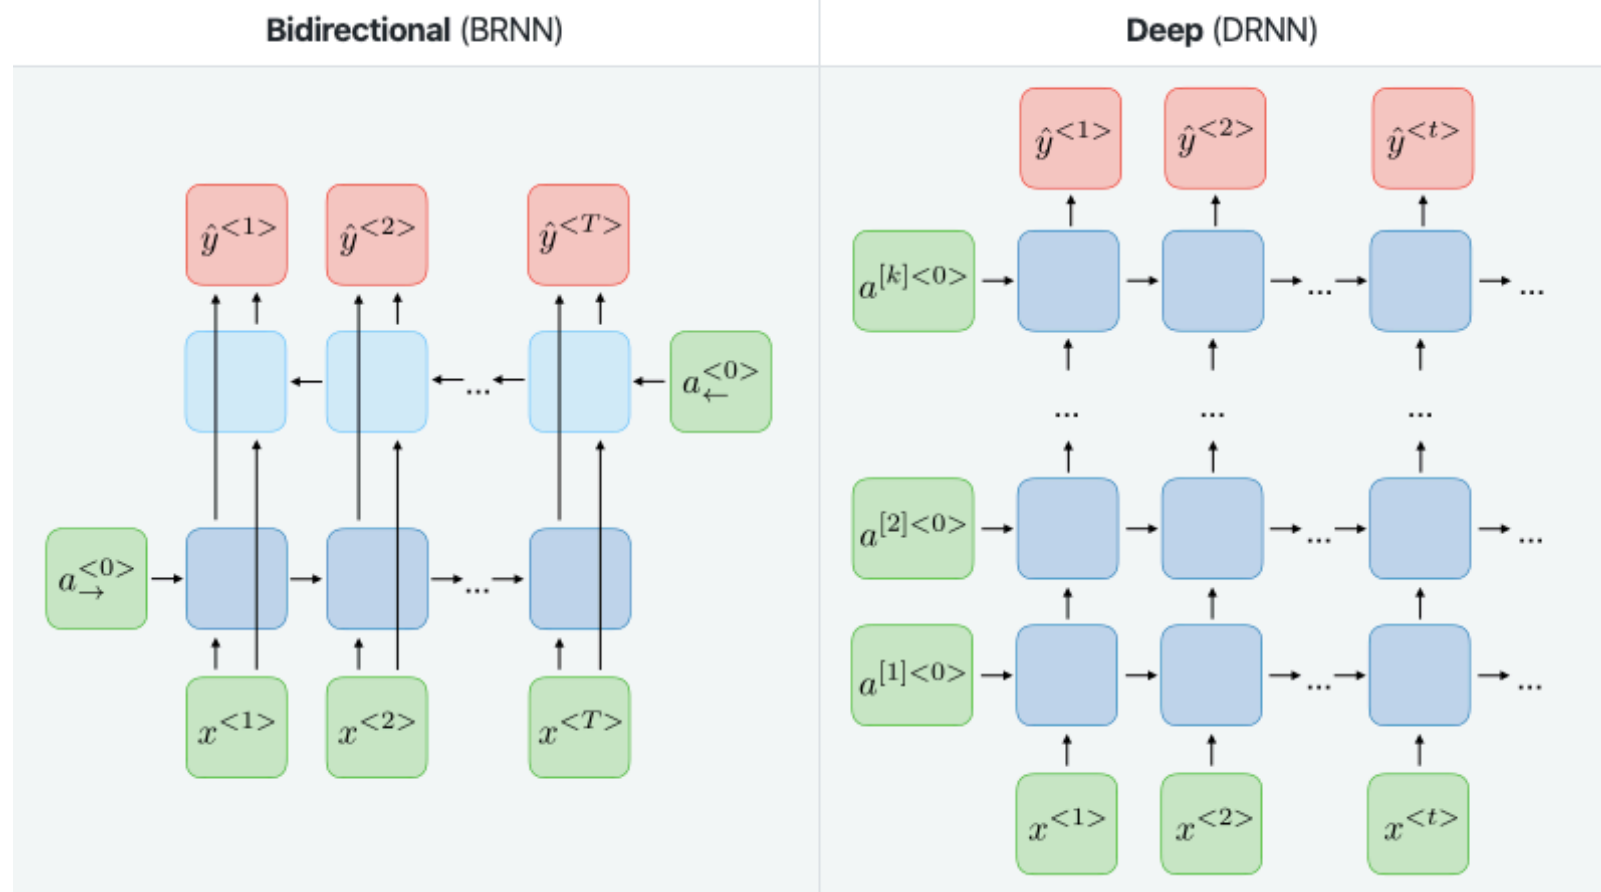 Bidirectional (BRNN)
ŷ<1> ŷ<2> ŷ<T>
... a←<0>
a→<0> ...
x<1> x<2> x<T>
Deep (DRNN)
ŷ<1> ŷ<2> ŷ<t>
a[k]<0> ... ...
... ... ...
a[2]<0> ... ...
a[1]<0> ... ...
x<1> x<2> x<t>